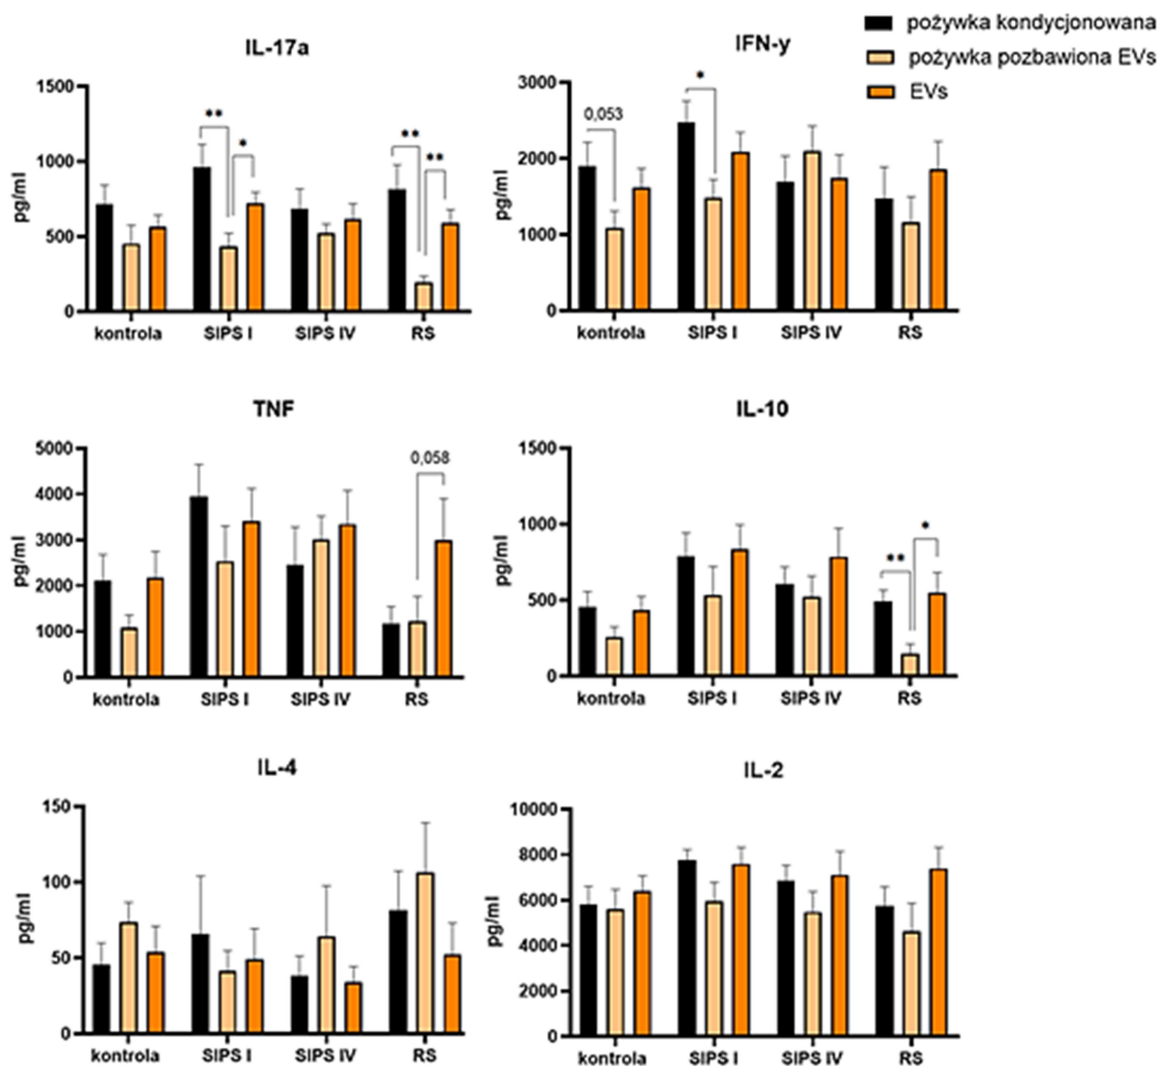 pożywka kondycjonowana
pożywka pozbawiona EVs
EVs
IL-17a
1500
1000
500
0
pg/ml
** * ** **
kontrola SIPS I SIPS IV RS
IFN-y
3000
2000
1000
0
pg/ml
0,053 *
kontrola SIPS I SIPS IV RS
TNF
5000
4000
3000
2000
1000
0
pg/ml
0,058
kontrola SIPS I SIPS IV RS
IL-10
1500
1000
500
0
pg/ml
** *
kontrola SIPS I SIPS IV RS
IL-4
150
100
50
0
pg/ml
kontrola SIPS I SIPS IV RS
IL-2
10000
8000
6000
4000
2000
0
pg/ml
kontrola SIPS I SIPS IV RS